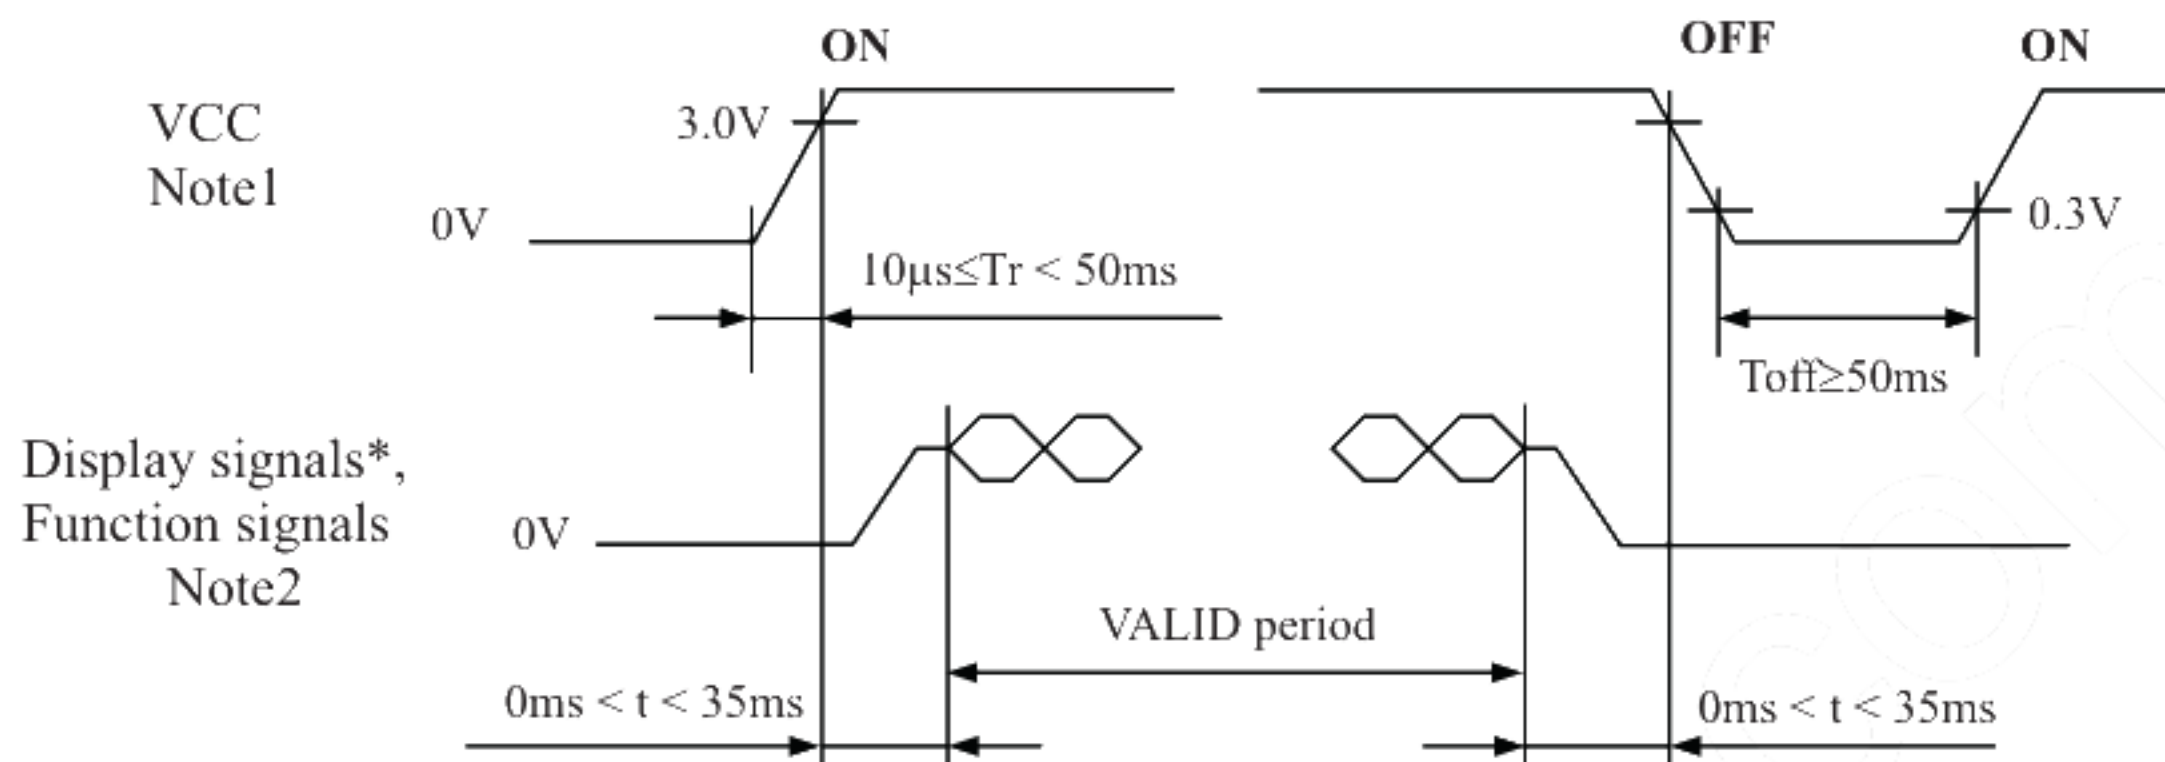 ON
OFF
ON
VCC
Note1
3.0V
0V
0.3V
10μs≤Tr < 50ms
Toff≥50ms
Display signals*,
Function signals
Note2
0V
VALID period
0ms < t < 35ms
0ms < t < 35ms